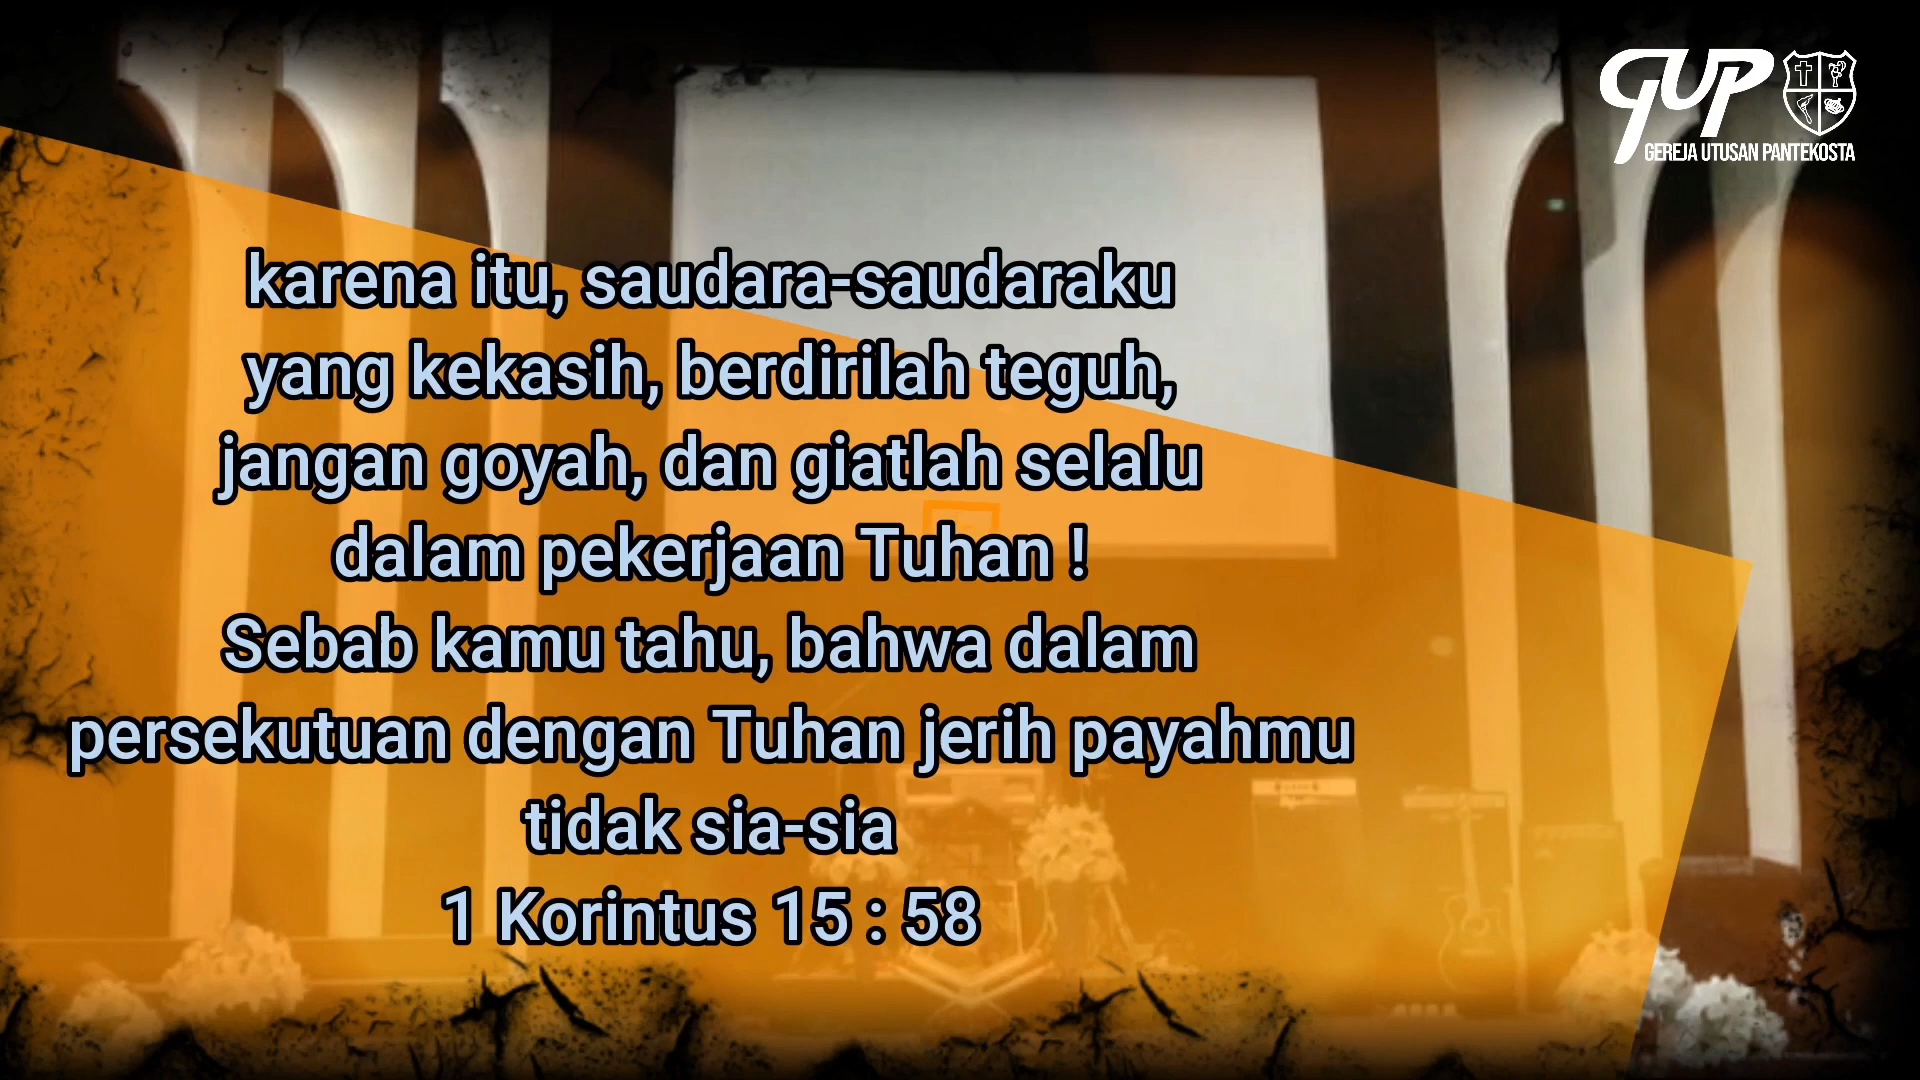 GUP
GEREJA UTUSAN PANTEKOSTA
karena itu, saudara-saudaraku
yang kekasih, berdirilah teguh,
jangan goyah, dan giatlah selalu
dalam pekerjaan Tuhan !
Sebab kamu tahu, bahwa dalam
persekutuan dengan Tuhan jerih payahmu
tidak sia-sia
1 Korintus 15 : 58